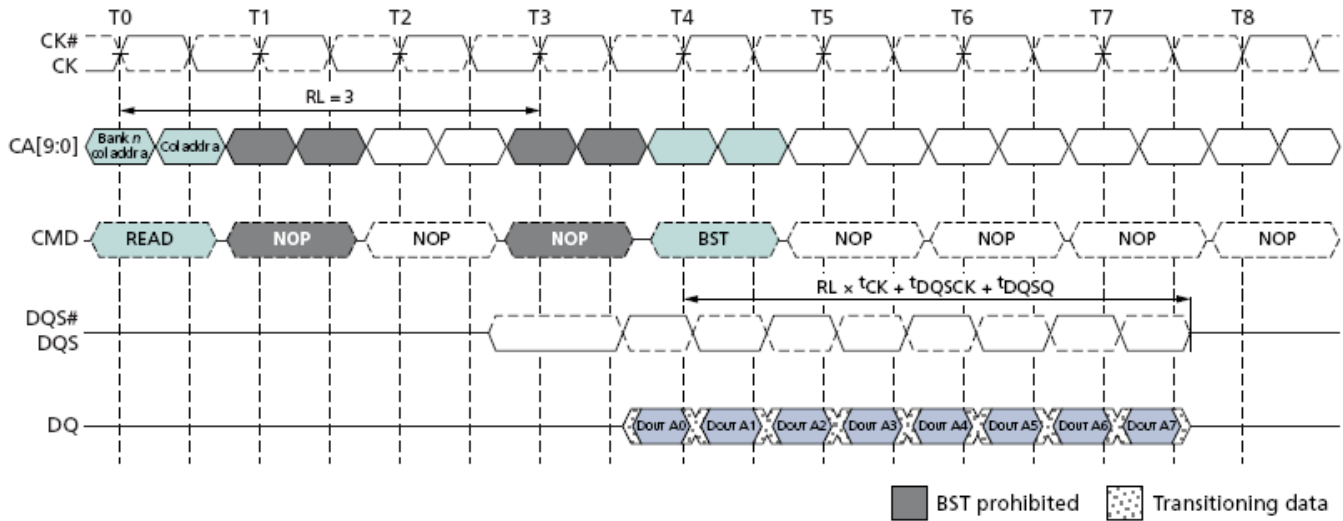 T0 T1 T2 T3 T4 T5 T6 T7 T8
CK#
CK
RL = 3
CA[9:0] Bank n col addr a Col addr a
CMD READ NOP NOP NOP BST NOP NOP NOP NOP
RL × tCK + tDQSCK + tDQSQ
DQS#
DQS
DQ DOUT A0 DOUT A1 DOUT A2 DOUT A3 DOUT A4 DOUT A5 DOUT A6 DOUT A7
BST prohibited Transitioning data